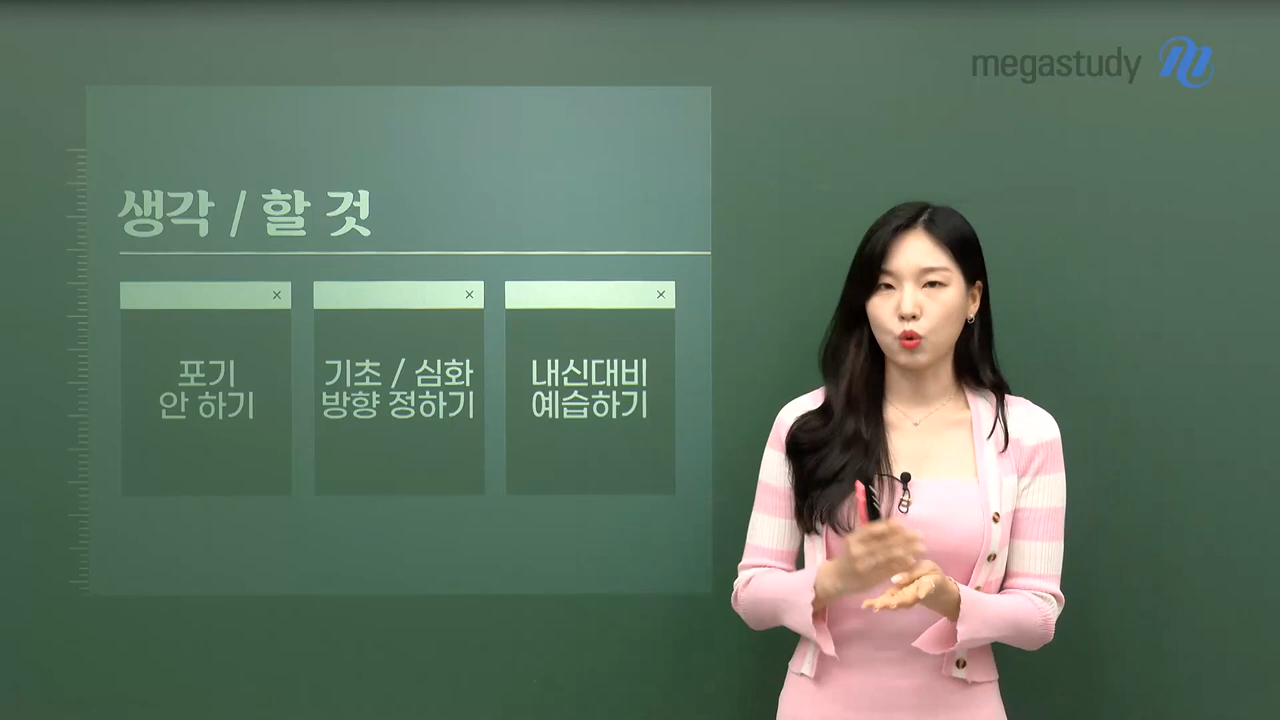 megastudy
생각 / 할 것
포기
안 하기
기초 / 심화
방향 정하기
내신대비
예습하기